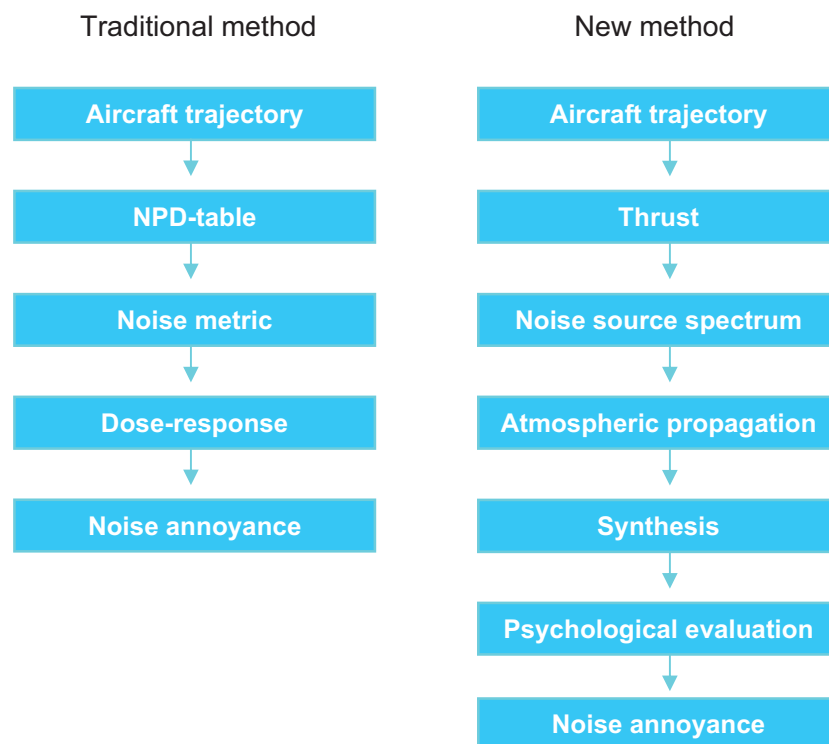 Traditional method
Aircraft trajectory
NPD-table
Noise metric
Dose-response
Noise annoyance
New method
Aircraft trajectory
Thrust
Noise source spectrum
Atmospheric propagation
Synthesis
Psychological evaluation
Noise annoyance